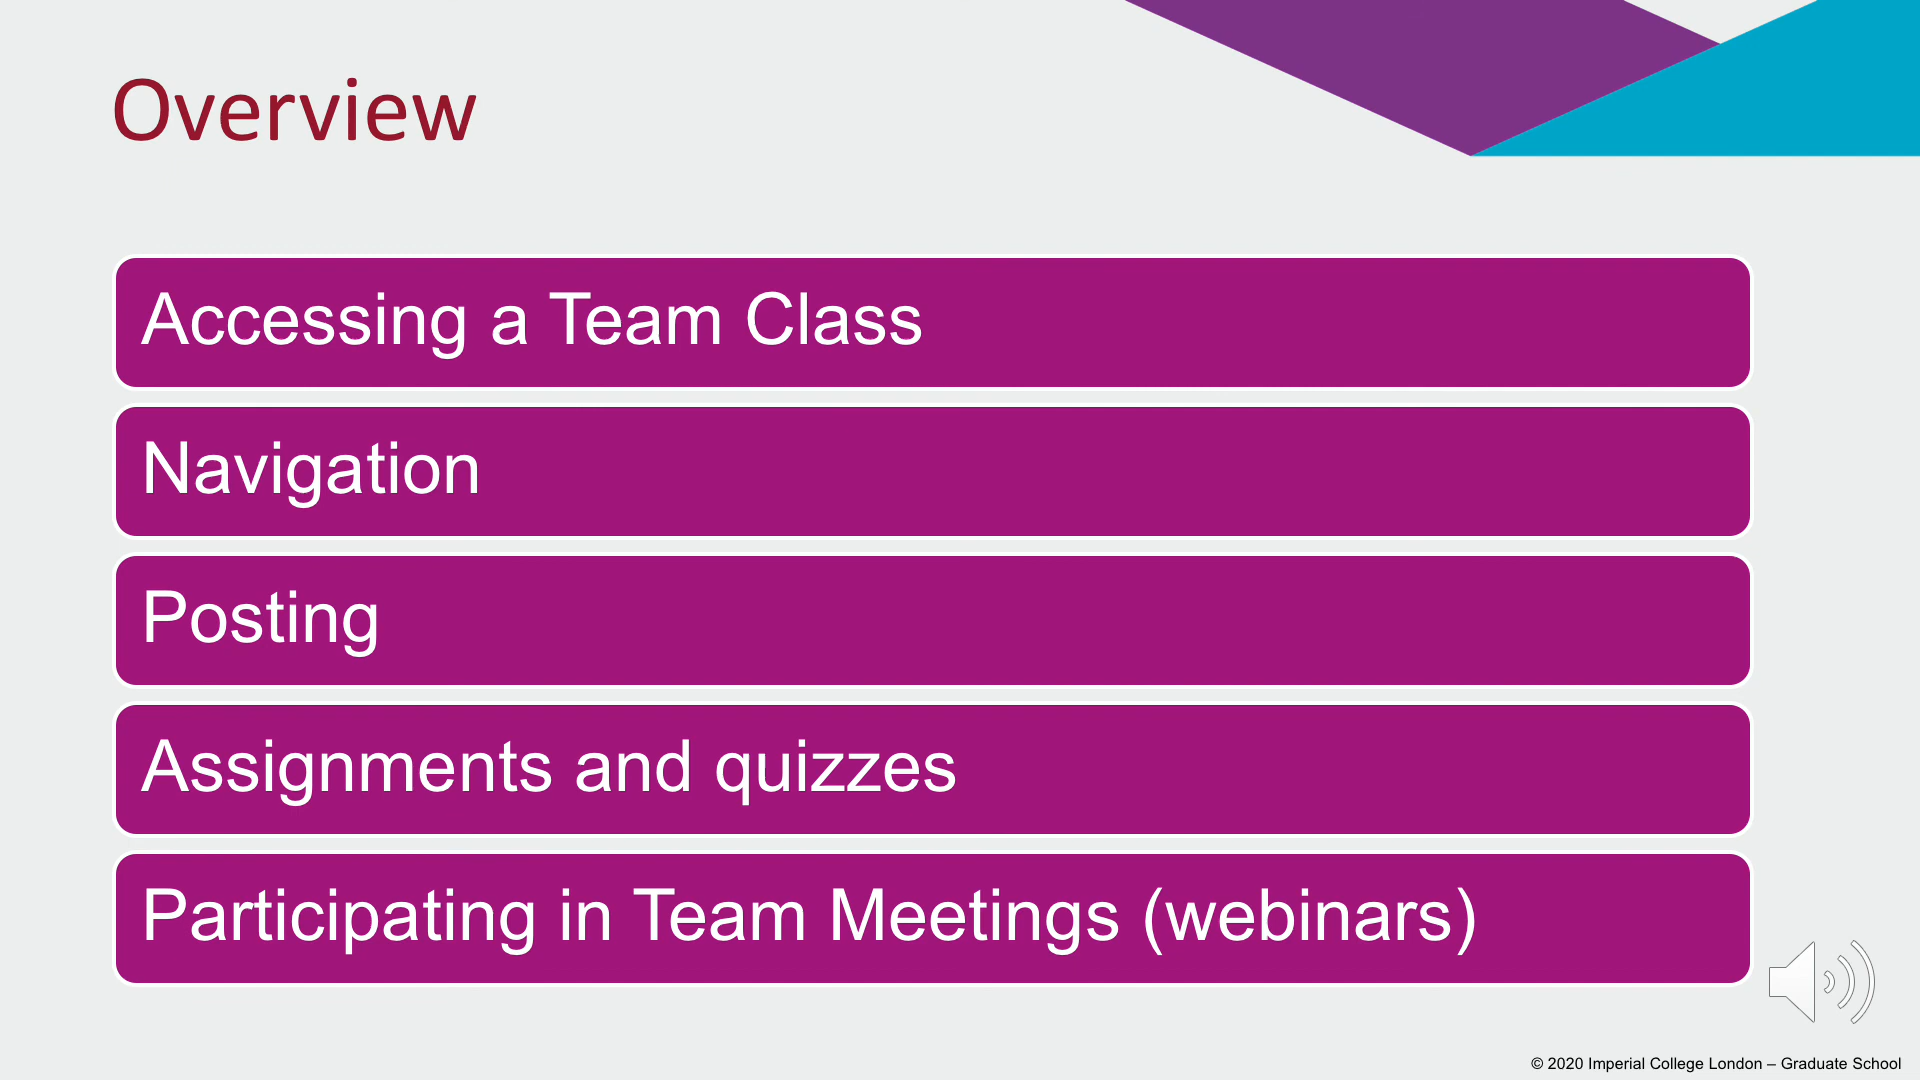 Overview
Accessing a Team Class
Navigation
Posting
Assignments and quizzes
Participating in Team Meetings (webinars)
© 2020 Imperial College London – Graduate School